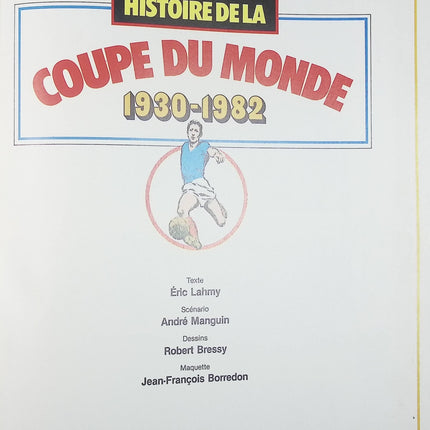 HISTOIRE DE LA
COUPE DU MONDE
1930-1982
Texte
Éric Lahmy
Scénario
André Manguin
Dessins
Robert Bressy
Maquette
Jean-François Borredon